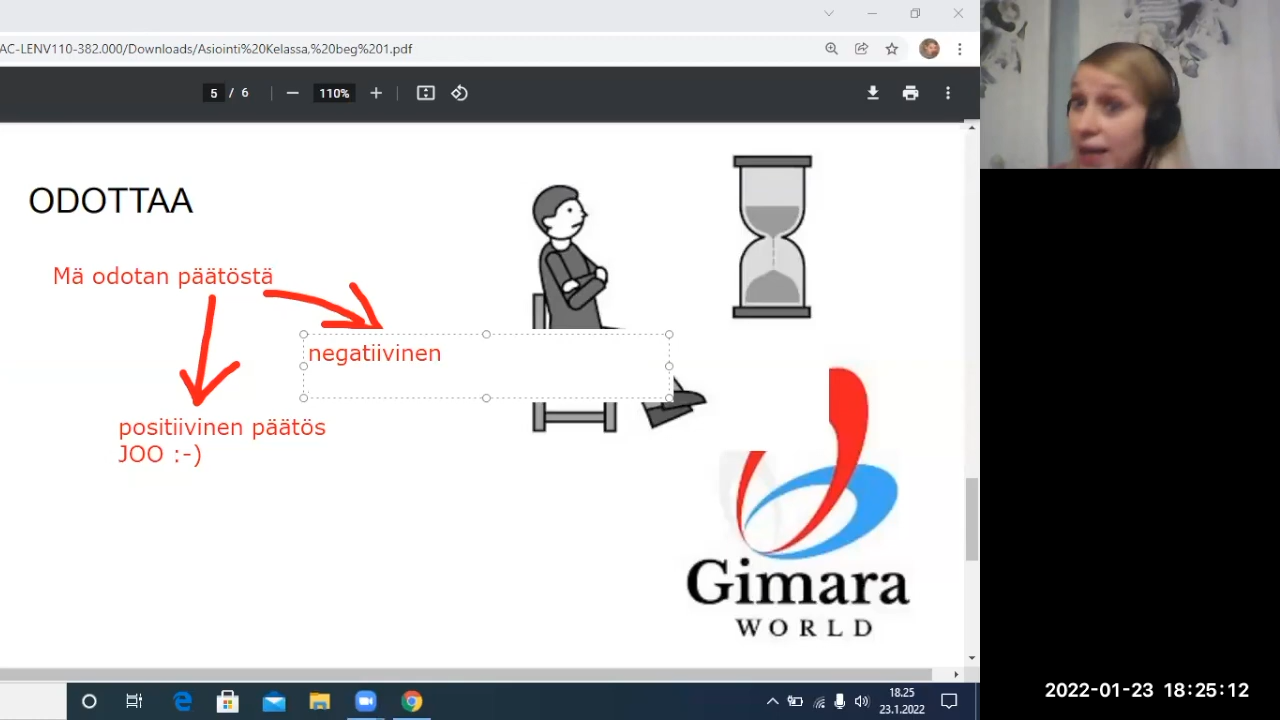 AC-LENV110-382.000/Downloads/Asiointi%20Kelassa,%20beg%201.pdf
5 / 6
110%
ODOTTAA
Mä odotan päätöstä
negatiivinen
positiivinen päätös
JOO :-)
Gimara
WORLD
18.25
23.1.2022
2022-01-23 18:25:12